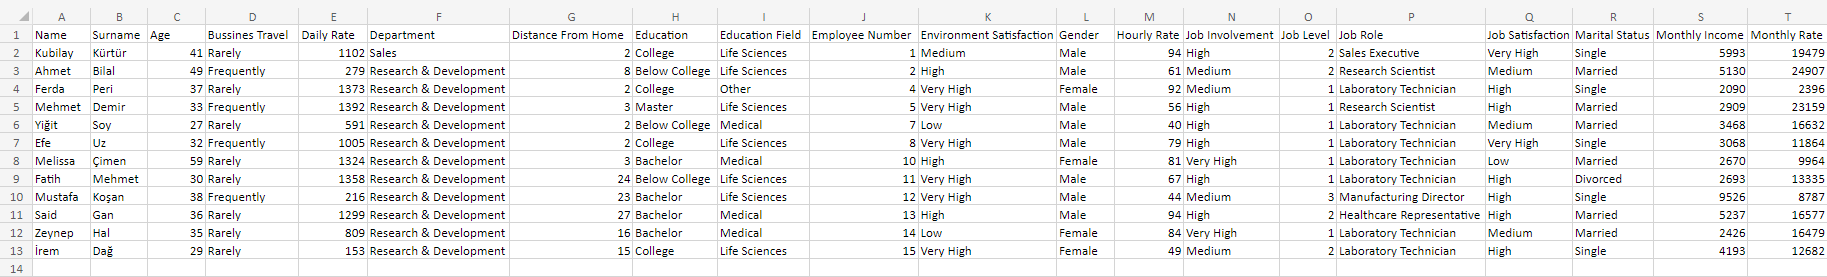 A B C D E F G H I J K L M N O P Q R S T
1 Name Surname Age Bussines Travel Daily Rate Department Distance From Home Education Education Field Employee Number Environment Satisfaction Gender Hourly Rate Job Involvement Job Level Job Role Job Satisfaction Marital Status Monthly Income Monthly Rate
2 Kubilay Kürtür 41 Rarely 1102 Sales 2 College Life Sciences 1 Medium Male 94 High 2 Sales Executive Very High Single 5993 19479
3 Ahmet Bilal 49 Frequently 279 Research & Development 8 Below College Life Sciences 2 High Male 61 Medium 2 Research Scientist Medium Married 5130 24907
4 Ferda Peri 37 Rarely 1373 Research & Development 2 College Other 4 Very High Female 92 Medium 1 Laboratory Technician High Single 2090 2396
5 Mehmet Demir 33 Frequently 1392 Research & Development 3 Master Life Sciences 5 Very High Male 56 High 1 Research Scientist High Married 2909 23159
6 Yiğit Soy 27 Rarely 591 Research & Development 2 Below College Medical 7 Low Male 40 High 1 Laboratory Technician Medium Married 3468 16632
7 Efe Uz 32 Frequently 1005 Research & Development 2 College Life Sciences 8 Very High Male 79 High 1 Laboratory Technician Very High Single 3068 11864
8 Melissa Çimen 59 Rarely 1324 Research & Development 3 Bachelor Medical 10 High Female 81 Very High 1 Laboratory Technician Low Married 2670 9964
9 Fatih Mehmet 30 Rarely 1358 Research & Development 24 Below College Life Sciences 11 Very High Male 67 High 1 Laboratory Technician High Divorced 2693 13335
10 Mustafa Koşan 38 Frequently 216 Research & Development 23 Bachelor Life Sciences 12 Very High Male 44 Medium 3 Manufacturing Director High Single 9526 8787
11 Said Gan 36 Rarely 1299 Research & Development 27 Bachelor Medical 13 High Male 94 High 2 Healthcare Representative High Married 5237 16577
12 Zeynep Hal 35 Rarely 809 Research & Development 16 Bachelor Medical 14 Low Female 84 Very High 1 Laboratory Technician Medium Married 2426 16479
13 İrem Dağ 29 Rarely 153 Research & Development 15 College Life Sciences 15 Very High Female 49 Medium 2 Laboratory Technician High Single 4193 12682
14